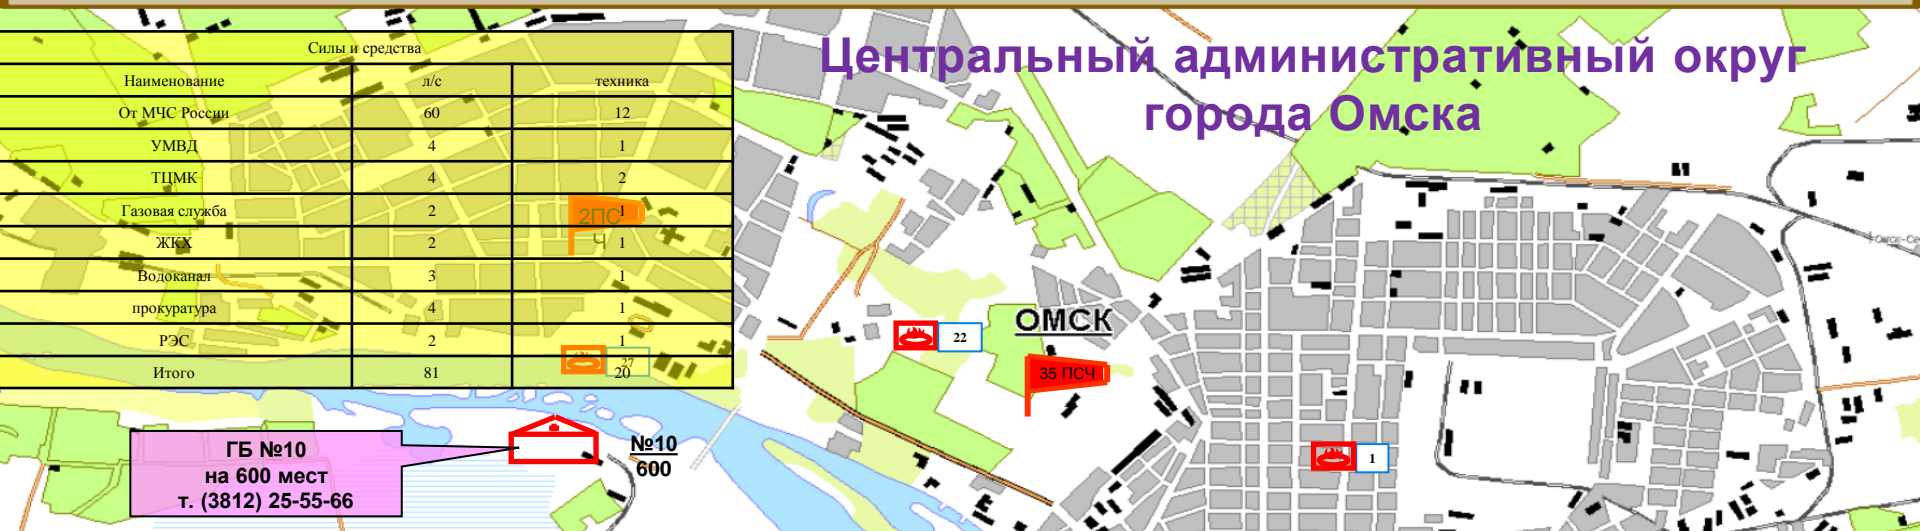 Центральный административный округ
города Омска
Силы и средства
Наименование л/с техника
От МЧС России 60 12
УМВД 4 1
ТЦМК 4 2
Газовая служба 2 1
ЖКХ 2 1
Водоканал 3 1
прокуратура 4 1
РЭС 2 1
Итого 81 20
2ПС
Ч
27
22
ОМСК
35 ПСЧ
1
ГБ №10
на 600 мест
т. (3812) 25-55-66
№10
600